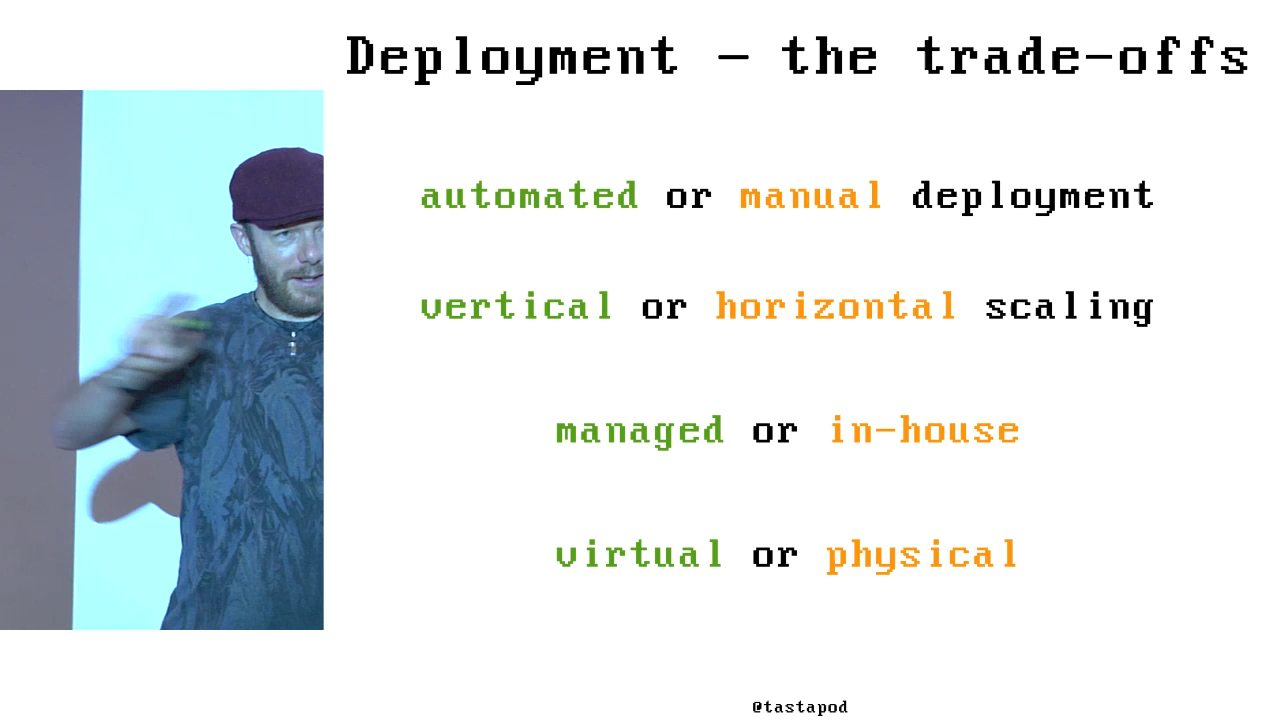 Deployment - the trade-offs
automated or manual deployment
vertical or horizontal scaling
managed or in-house
virtual or physical
@tastapod